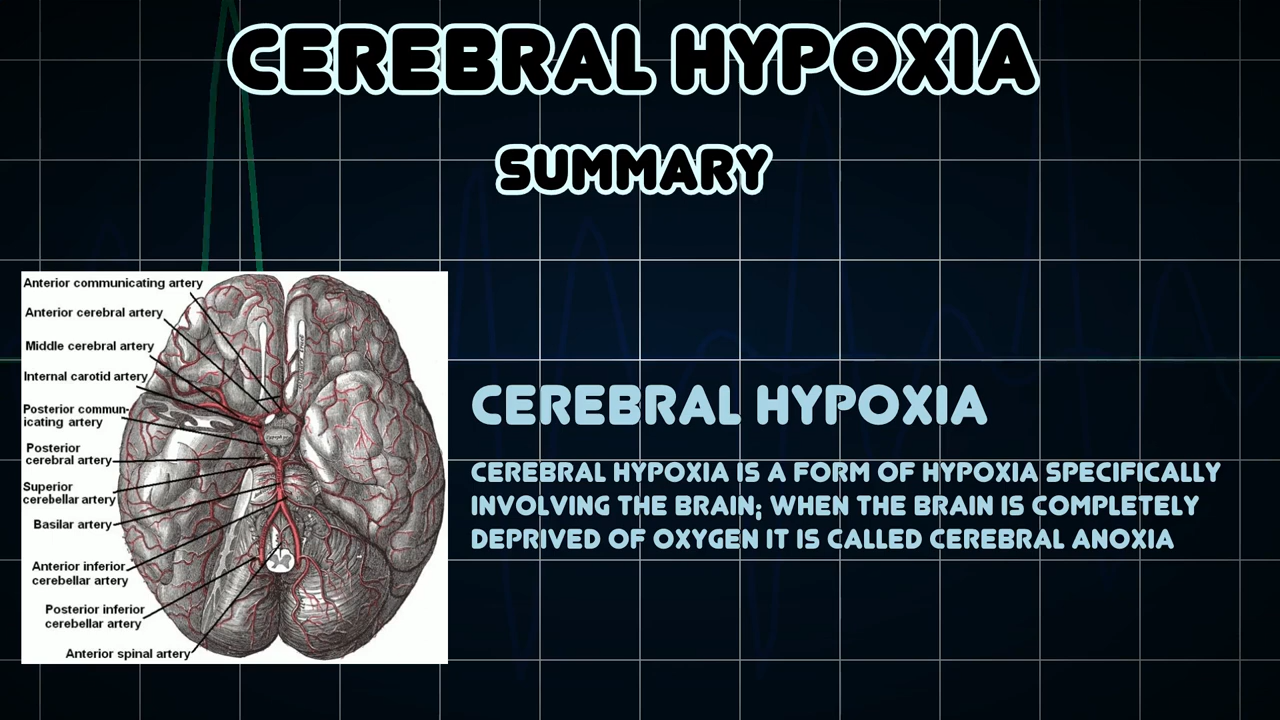 CEREBRAL HYPOXIA
SUMMARY
Anterior communicating artery
Anterior cerebral artery
Middle cerebral artery
Internal carotid artery
Posterior commun-
icating artery
Posterior
cerebral artery
Superior
cerebellar artery
Basilar artery
Anterior inferior
cerebellar artery
Posterior inferior
cerebellar artery
Anterior spinal artery
CEREBRAL HYPOXIA
CEREBRAL HYPOXIA IS A FORM OF HYPOXIA SPECIFICALLY
INVOLVING THE BRAIN; WHEN THE BRAIN IS COMPLETELY
DEPRIVED OF OXYGEN IT IS CALLED CEREBRAL ANOXIA